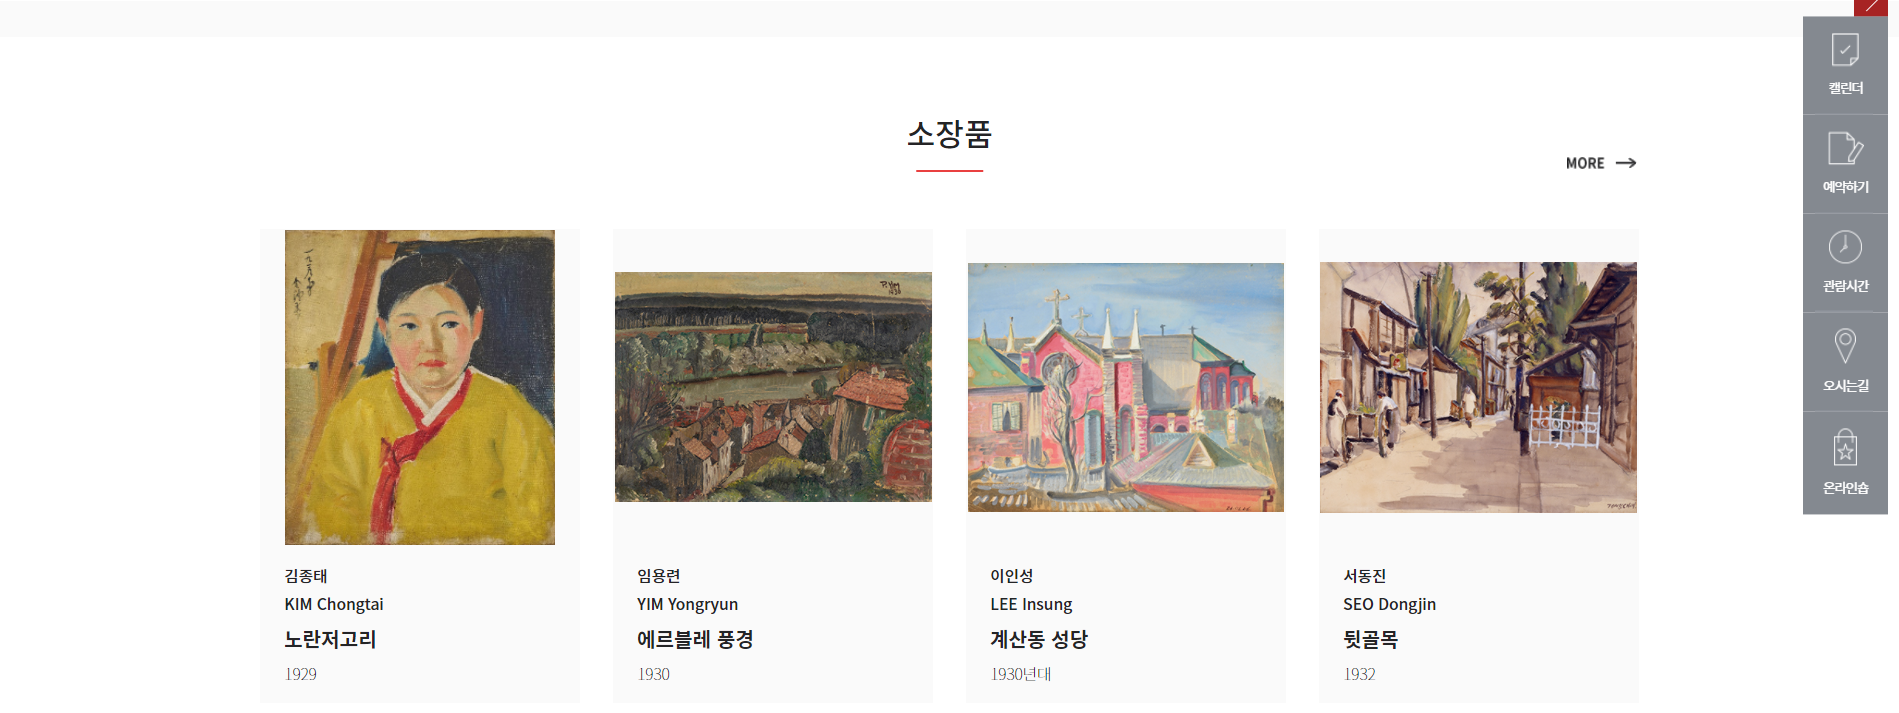 소장품
MORE
김종태
KIM Chongtai
노란저고리
1929
임용련
YIM Yongryun
에르블레 풍경
1930
이인성
LEE Insung
계산동 성당
1930년대
서동진
SEO Dongjin
뒷골목
1932
캘린더
예약하기
관람시간
오시는길
온라인숍